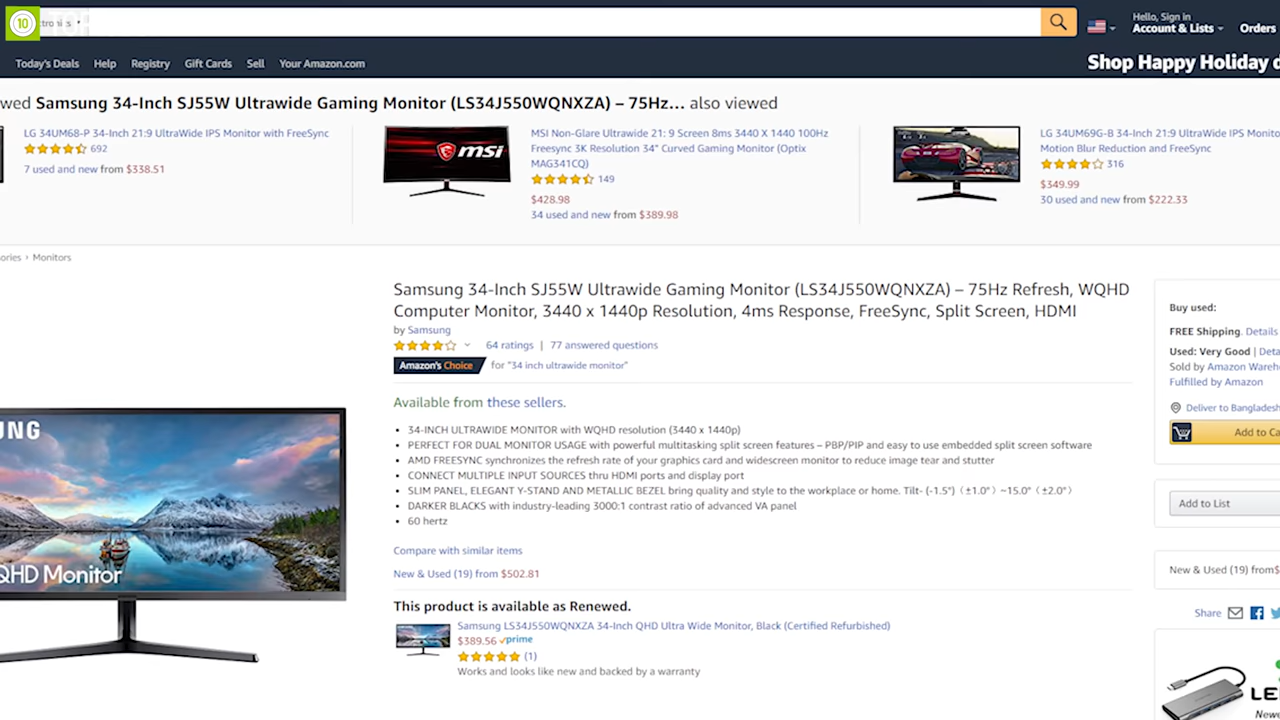 10
ctronics
TOP
Hello, Sign in
Account & Lists
Orders
Today's Deals Help Registry Gift Cards Sell Your Amazon.com
Shop Happy Holiday d
wed Samsung 34-Inch SJ55W Ultrawide Gaming Monitor (LS34J550WQNXZA) – 75Hz… also viewed
LG 34UM68-P 34-Inch 21:9 UltraWide IPS Monitor with FreeSync
692
7 used and new from $338.51
msi
MSI Non-Glare Ultrawide 21: 9 Screen 8ms 3440 X 1440 100Hz
Freesync 3K Resolution 34" Curved Gaming Monitor (Optix
MAG341CQ)
149
$428.98
34 used and new from $389.98
LG 34UM69G-B 34-Inch 21:9 UltraWide IPS Monito
Motion Blur Reduction and FreeSync
316
$349.99
30 used and new from $222.33
ories › Monitors
Samsung 34-Inch SJ55W Ultrawide Gaming Monitor (LS34J550WQNXZA) – 75Hz Refresh, WQHD
Computer Monitor, 3440 x 1440p Resolution, 4ms Response, FreeSync, Split Screen, HDMI
by Samsung
64 ratings | 77 answered questions
Amazon's Choice for "34 inch ultrawide monitor"
Available from these sellers.
• 34-INCH ULTRAWIDE MONITOR with WQHD resolution (3440 x 1440p)
• PERFECT FOR DUAL MONITOR USAGE with powerful multitasking split screen features – PBP/PIP and easy to use embedded split screen software
• AMD FREESYNC synchronizes the refresh rate of your graphics card and widescreen monitor to reduce image tear and stutter
• CONNECT MULTIPLE INPUT SOURCES thru HDMI ports and display port
• SLIM PANEL, ELEGANT Y-STAND AND METALLIC BEZEL bring quality and style to the workplace or home. Tilt- (-1.5°)（±1.0°）~15.0°（±2.0°）
• DARKER BLACKS with industry-leading 3000:1 contrast ratio of advanced VA panel
• 60 hertz
Compare with similar items
New & Used (19) from $502.81
This product is available as Renewed.
Samsung LS34J550WQNXZA 34-Inch QHD Ultra Wide Monitor, Black (Certified Refurbished)
$389.56 prime
(1)
Works and looks like new and backed by a warranty
UNG
QHD Monitor
Buy used:
FREE Shipping. Details
Used: Very Good | Deta
Sold by Amazon Wareh
Fulfilled by Amazon
Deliver to Bangladesh
Add to Ca
Add to List
New & Used (19) from $
Share
LE
Newe